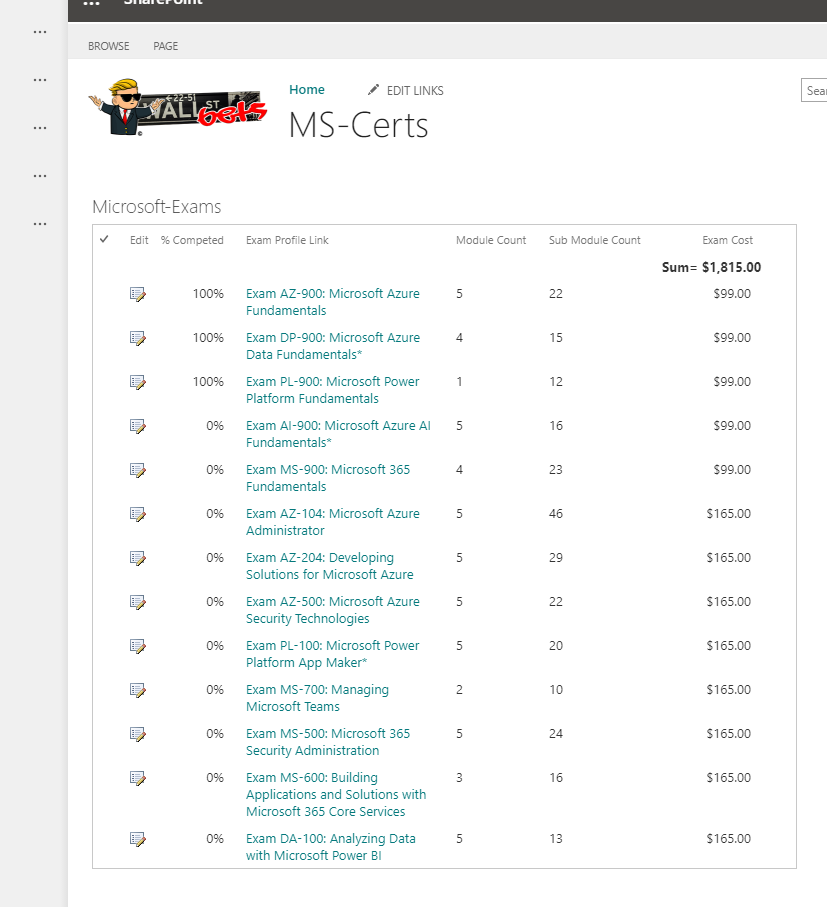 SharePoint
BROWSE PAGE
Home EDIT LINKS
Sea
MS-Certs
22-51
WALL ST
bets
Microsoft-Exams
Edit % Competed Exam Profile Link Module Count Sub Module Count Exam Cost
Sum= $1,815.00
100% Exam AZ-900: Microsoft Azure 5 22 $99.00
Fundamentals
100% Exam DP-900: Microsoft Azure 4 15 $99.00
Data Fundamentals*
100% Exam PL-900: Microsoft Power 1 12 $99.00
Platform Fundamentals
0% Exam AI-900: Microsoft Azure AI 5 16 $99.00
Fundamentals*
0% Exam MS-900: Microsoft 365 4 23 $99.00
Fundamentals
0% Exam AZ-104: Microsoft Azure 5 46 $165.00
Administrator
0% Exam AZ-204: Developing 5 29 $165.00
Solutions for Microsoft Azure
0% Exam AZ-500: Microsoft Azure 5 22 $165.00
Security Technologies
0% Exam PL-100: Microsoft Power 5 20 $165.00
Platform App Maker*
0% Exam MS-700: Managing 2 10 $165.00
Microsoft Teams
0% Exam MS-500: Microsoft 365 5 24 $165.00
Security Administration
0% Exam MS-600: Building 3 16 $165.00
Applications and Solutions with
Microsoft 365 Core Services
0% Exam DA-100: Analyzing Data 5 13 $165.00
with Microsoft Power BI